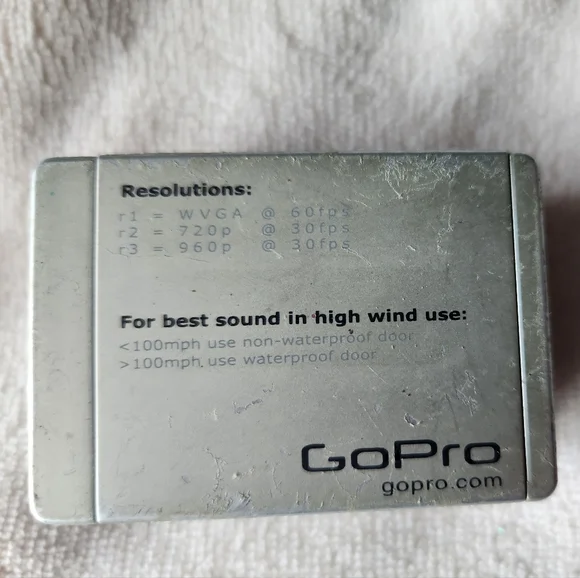 Resolutions:
r1 = WVGA @ 60fps
r2 = 720p @ 30fps
r3 = 960p @ 30fps
For best sound in high wind use:
<100mph use non-waterproof door
>100mph use waterproof door
GoPro
gopro.com